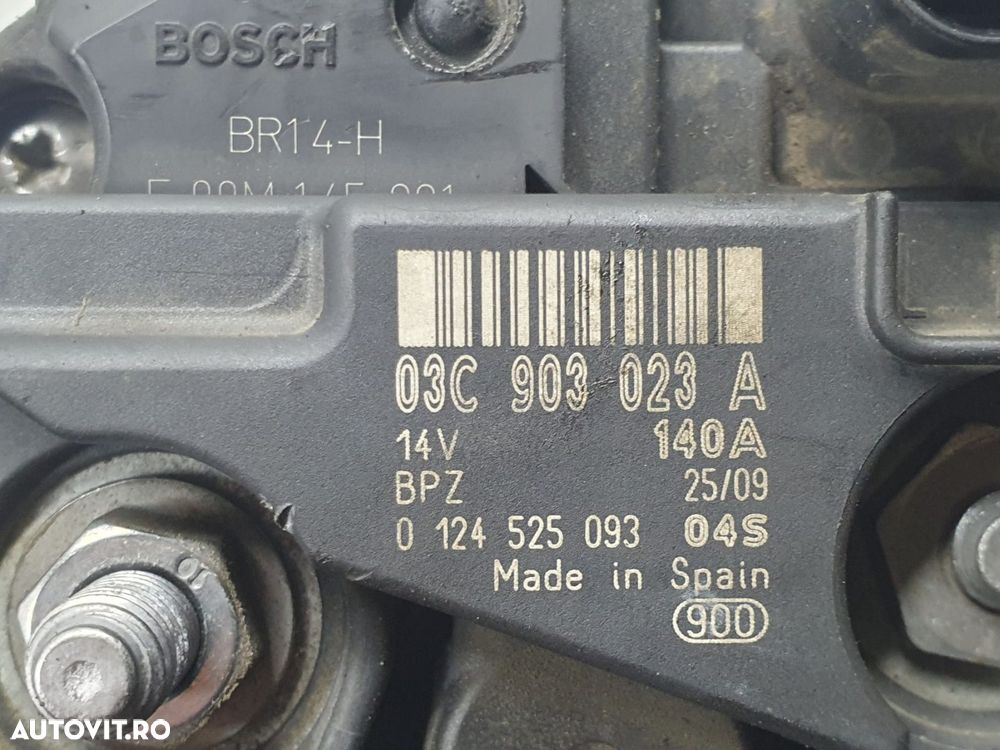 BOSCH
BR14-H
03C 903 023 A
14V 140A
BPZ 25/09
0 124 525 093 04S
Made in Spain
900
AUTOVIT.RO